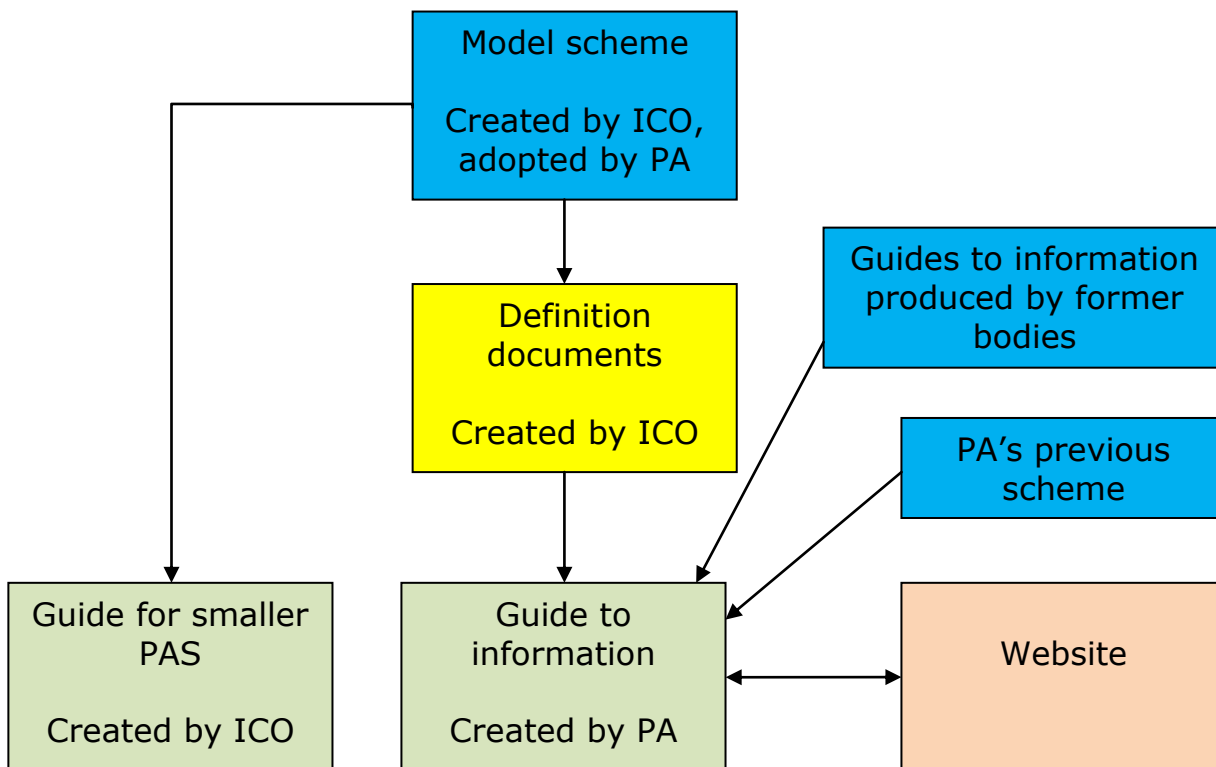 Model scheme
Created by ICO,
adopted by PA
Guides to information
produced by former
bodies
Definition
documents
Created by ICO
PA’s previous
scheme
Guide for smaller
PAS
Created by ICO
Guide to
information
Created by PA
Website